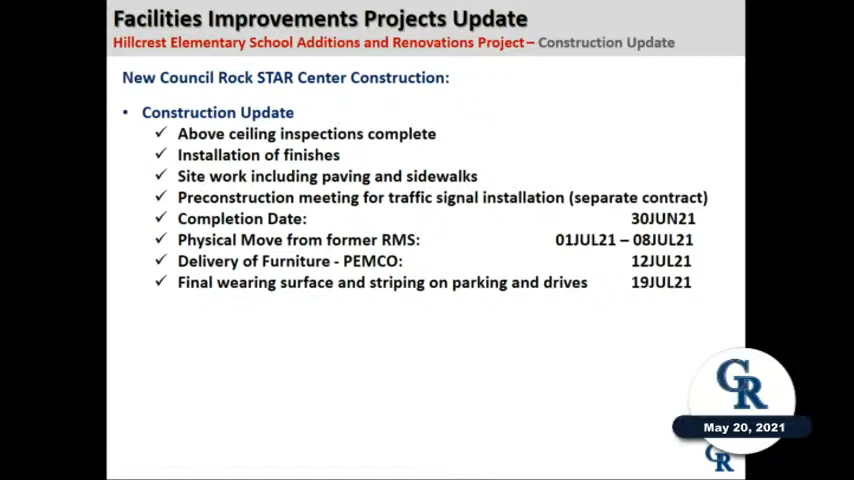 Facilities Improvements Projects Update
Hillcrest Elementary School Additions and Renovations Project – Construction Update
New Council Rock STAR Center Construction:
• Construction Update
✓ Above ceiling inspections complete
✓ Installation of finishes
✓ Site work including paving and sidewalks
✓ Preconstruction meeting for traffic signal installation (separate contract)
✓ Completion Date: 30JUN21
✓ Physical Move from former RMS: 01JUL21 – 08JUL21
✓ Delivery of Furniture - PEMCO: 12JUL21
✓ Final wearing surface and striping on parking and drives 19JUL21
CR
May 20, 2021
CR